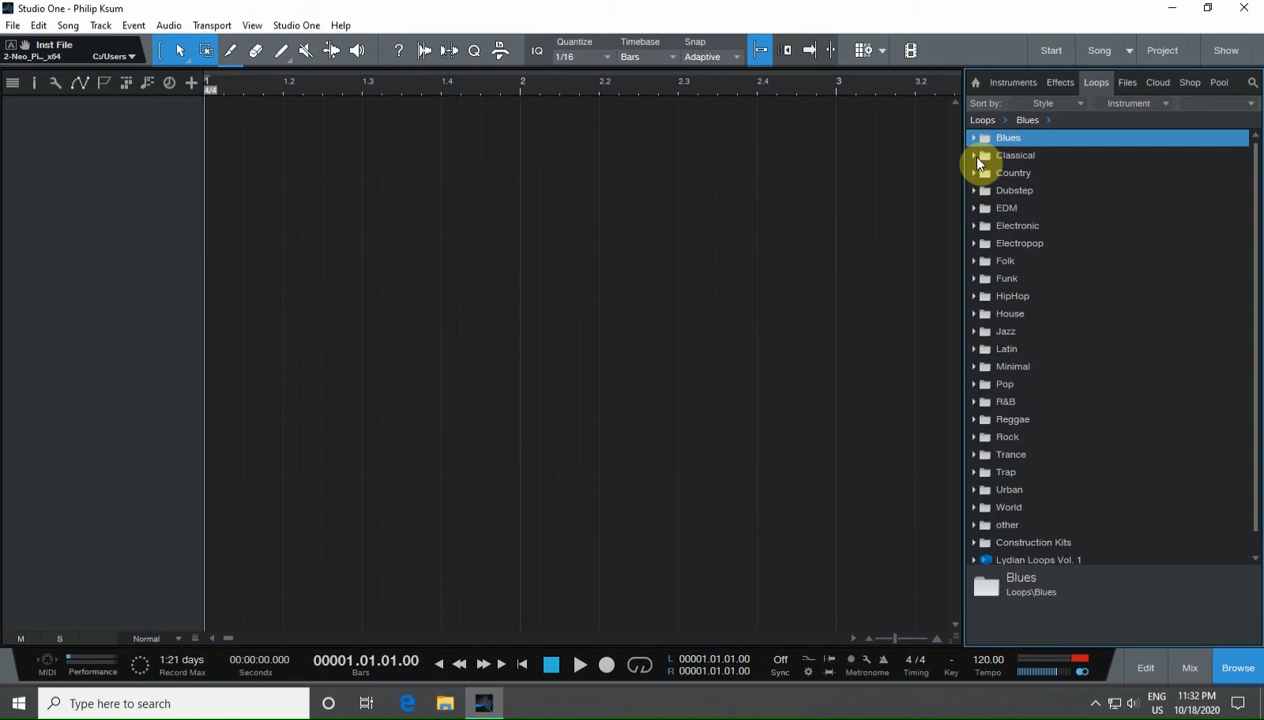 Studio One - Philip Ksum
File Edit Song Track Event Audio Transport View Studio One Help
A Inst File
2-Neo_Pi..._x64 C:/Users
? IQ Quantize Timebase Snap
1/16 Bars Adaptive
Start Song Project Show
1.2 1.3 1.4 2 2.2 2.3 2.4 3 3.2
4/4
Instruments Effects Loops Files Cloud Shop Pool
Sort by: Style Instrument
Loops Blues
Blues
Classical
Country
Dubstep
EDM
Electronic
Electropop
Folk
Funk
HipHop
House
Jazz
Latin
Minimal
Pop
R&B
Reggae
Rock
Trance
Trap
Urban
World
other
Construction Kits
Lydian Loops Vol. 1
Blues
Loops\Blues
M S Normal
MIDI Performance
1:21 days
Record Max
00:00:00.000
Seconds
00001.01.01.00
Bars
L 00001.01.01.00
R 00001.01.01.00
Off
Sync
Metronome
4 / 4
Timing
-
Key
120.00
Tempo
Edit Mix Browse
Type here to search
ENG
US
11:32 PM
10/18/2020